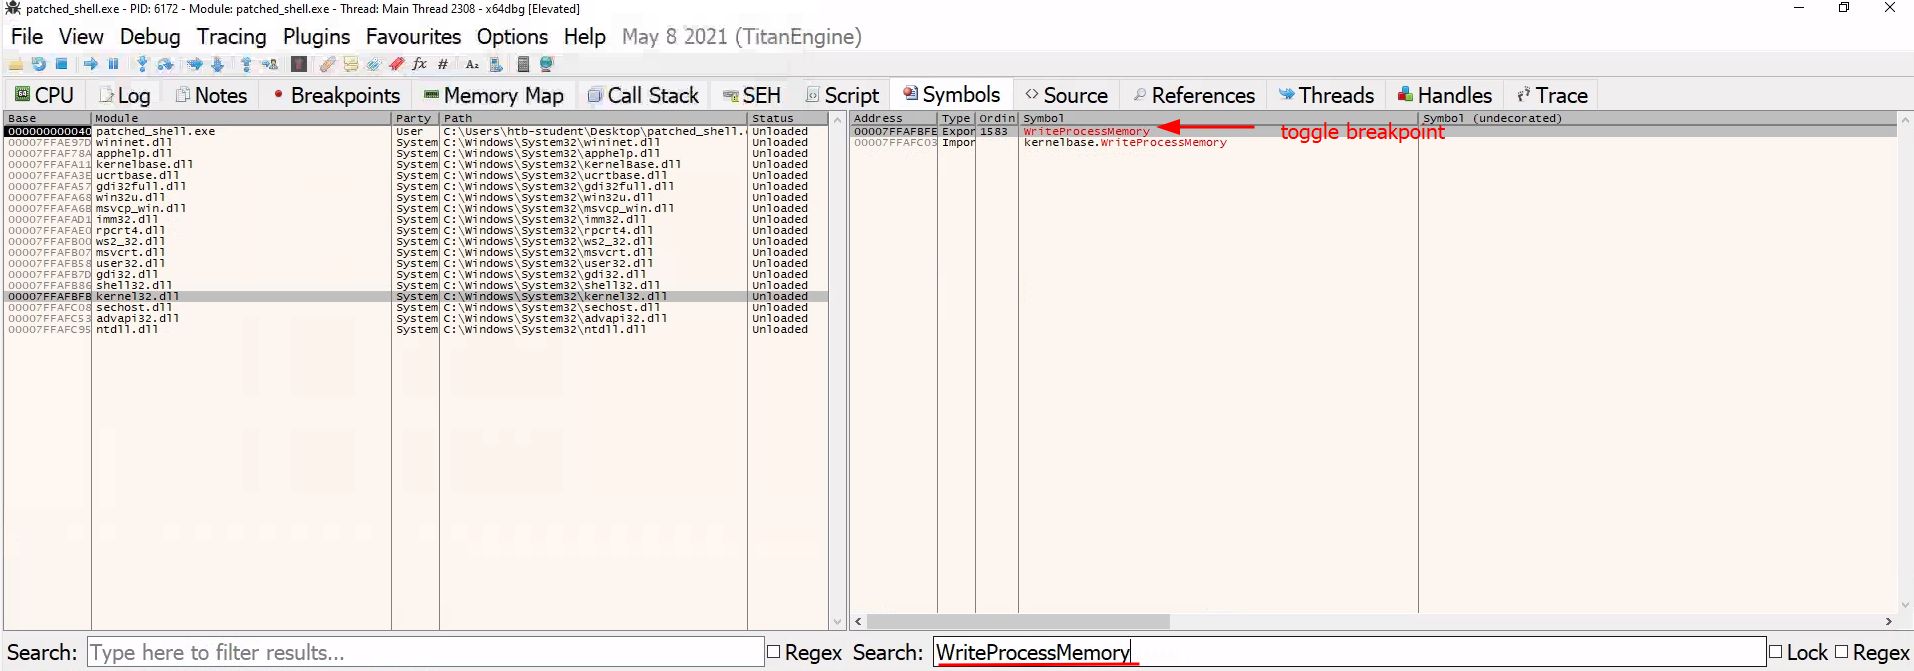 patched_shell.exe - PID: 6172 - Module: patched_shell.exe - Thread: Main Thread 2308 - x64dbg [Elevated]
File View Debug Tracing Plugins Favourites Options Help May 8 2021 (TitanEngine)
CPU Log Notes Breakpoints Memory Map Call Stack SEH Script Symbols Source References Threads Handles Trace
Base Module Party Path Status
000000000040 patched_shell.exe User C:\Users\htb-student\Desktop\patched_shell. Unloaded
00007FFAE97D wininet.dll System C:\Windows\System32\wininet.dll Unloaded
00007FFAF78A apphelp.dll System C:\Windows\System32\apphelp.dll Unloaded
00007FFAFA11 kernelbase.dll System C:\Windows\System32\KernelBase.dll Unloaded
00007FFAFA3E ucrtbase.dll System C:\Windows\System32\ucrtbase.dll Unloaded
00007FFAFA57 gdi32full.dll System C:\Windows\System32\gdi32full.dll Unloaded
00007FFAFA68 win32u.dll System C:\Windows\System32\win32u.dll Unloaded
00007FFAFA6B msvcp_win.dll System C:\Windows\System32\msvcp_win.dll Unloaded
00007FFAFAD1 imm32.dll System C:\Windows\System32\imm32.dll Unloaded
00007FFAFAE0 rpcrt4.dll System C:\Windows\System32\rpcrt4.dll Unloaded
00007FFAFB00 ws2_32.dll System C:\Windows\System32\ws2_32.dll Unloaded
00007FFAFB07 msvcrt.dll System C:\Windows\System32\msvcrt.dll Unloaded
00007FFAFB58 user32.dll System C:\Windows\System32\user32.dll Unloaded
00007FFAFB7D gdi32.dll System C:\Windows\System32\gdi32.dll Unloaded
00007FFAFB86 shell32.dll System C:\Windows\System32\shell32.dll Unloaded
00007FFAFBFB kernel32.dll System C:\Windows\System32\kernel32.dll Unloaded
00007FFAFC08 sechost.dll System C:\Windows\System32\sechost.dll Unloaded
00007FFAFC53 advapi32.dll System C:\Windows\System32\advapi32.dll Unloaded
00007FFAFC95 ntdll.dll System C:\Windows\System32\ntdll.dll Unloaded
Search: Type here to filter results... Regex
Address Type Ordin Symbol Symbol (undecorated)
00007FFAFBFE Expor 1583 WriteProcessMemory
toggle breakpoint
00007FFAFC03 Impor kernelbase.WriteProcessMemory
Search: WriteProcessMemory Lock Regex